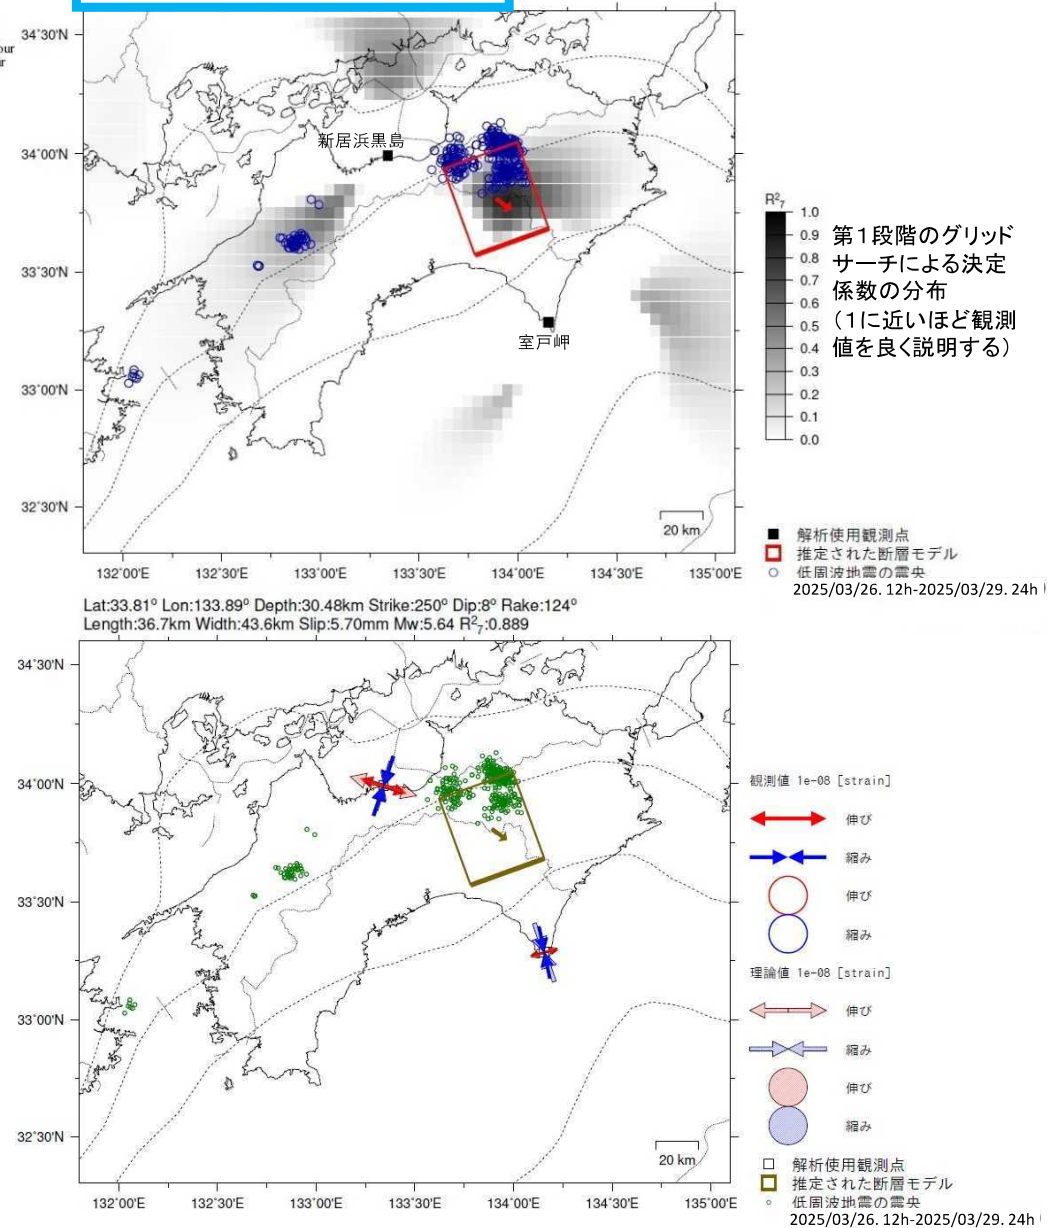 our
r
34°30'N
34°00'N
33°30'N
33°00'N
32°30'N
新居浜黒島
室戸岬
20 km
132°00'E
132°30'E
133°00'E
133°30'E
134°00'E
134°30'E
135°00'E
R²₇
1.0
0.9
0.8
0.7
0.6
0.5
0.4
0.3
0.2
0.1
0.0
第１段階のグリッド
サーチによる決定
係数の分布
（１に近いほど観測
値を良く説明する）
解析使用観測点
推定された断層モデル
低周波地震の震央
2025/03/26. 12h-2025/03/29. 24h
Lat:33.81° Lon:133.89° Depth:30.48km Strike:250° Dip:8° Rake:124°
Length:36.7km Width:43.6km Slip:5.70mm Mw:5.64 R²₇:0.889
34°30'N
34°00'N
33°30'N
33°00'N
32°30'N
20 km
132°00'E
132°30'E
133°00'E
133°30'E
134°00'E
134°30'E
135°00'E
観測値 1e-08 [strain]
伸び
縮み
伸び
縮み
理論値 1e-08 [strain]
伸び
縮み
伸び
縮み
解析使用観測点
推定された断層モデル
低周波地震の震央
2025/03/26. 12h-2025/03/29. 24h